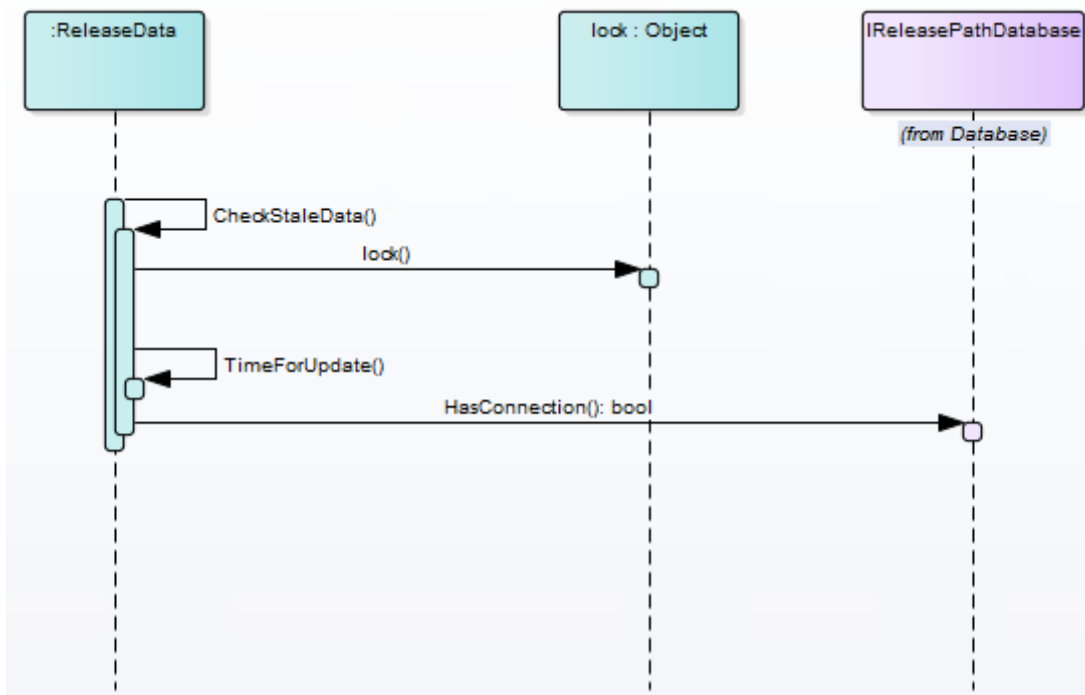 :ReleaseData
lock : Object
IReleasePathDatabase
(from Database)
CheckStaleData()
lock()
TimeForUpdate()
HasConnection(): bool